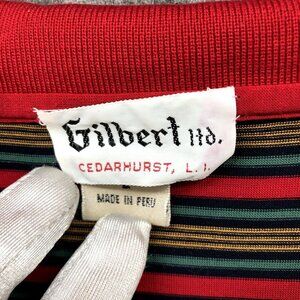 Gilbert ltd.
CEDARHURST, L.I.
MADE IN PERU